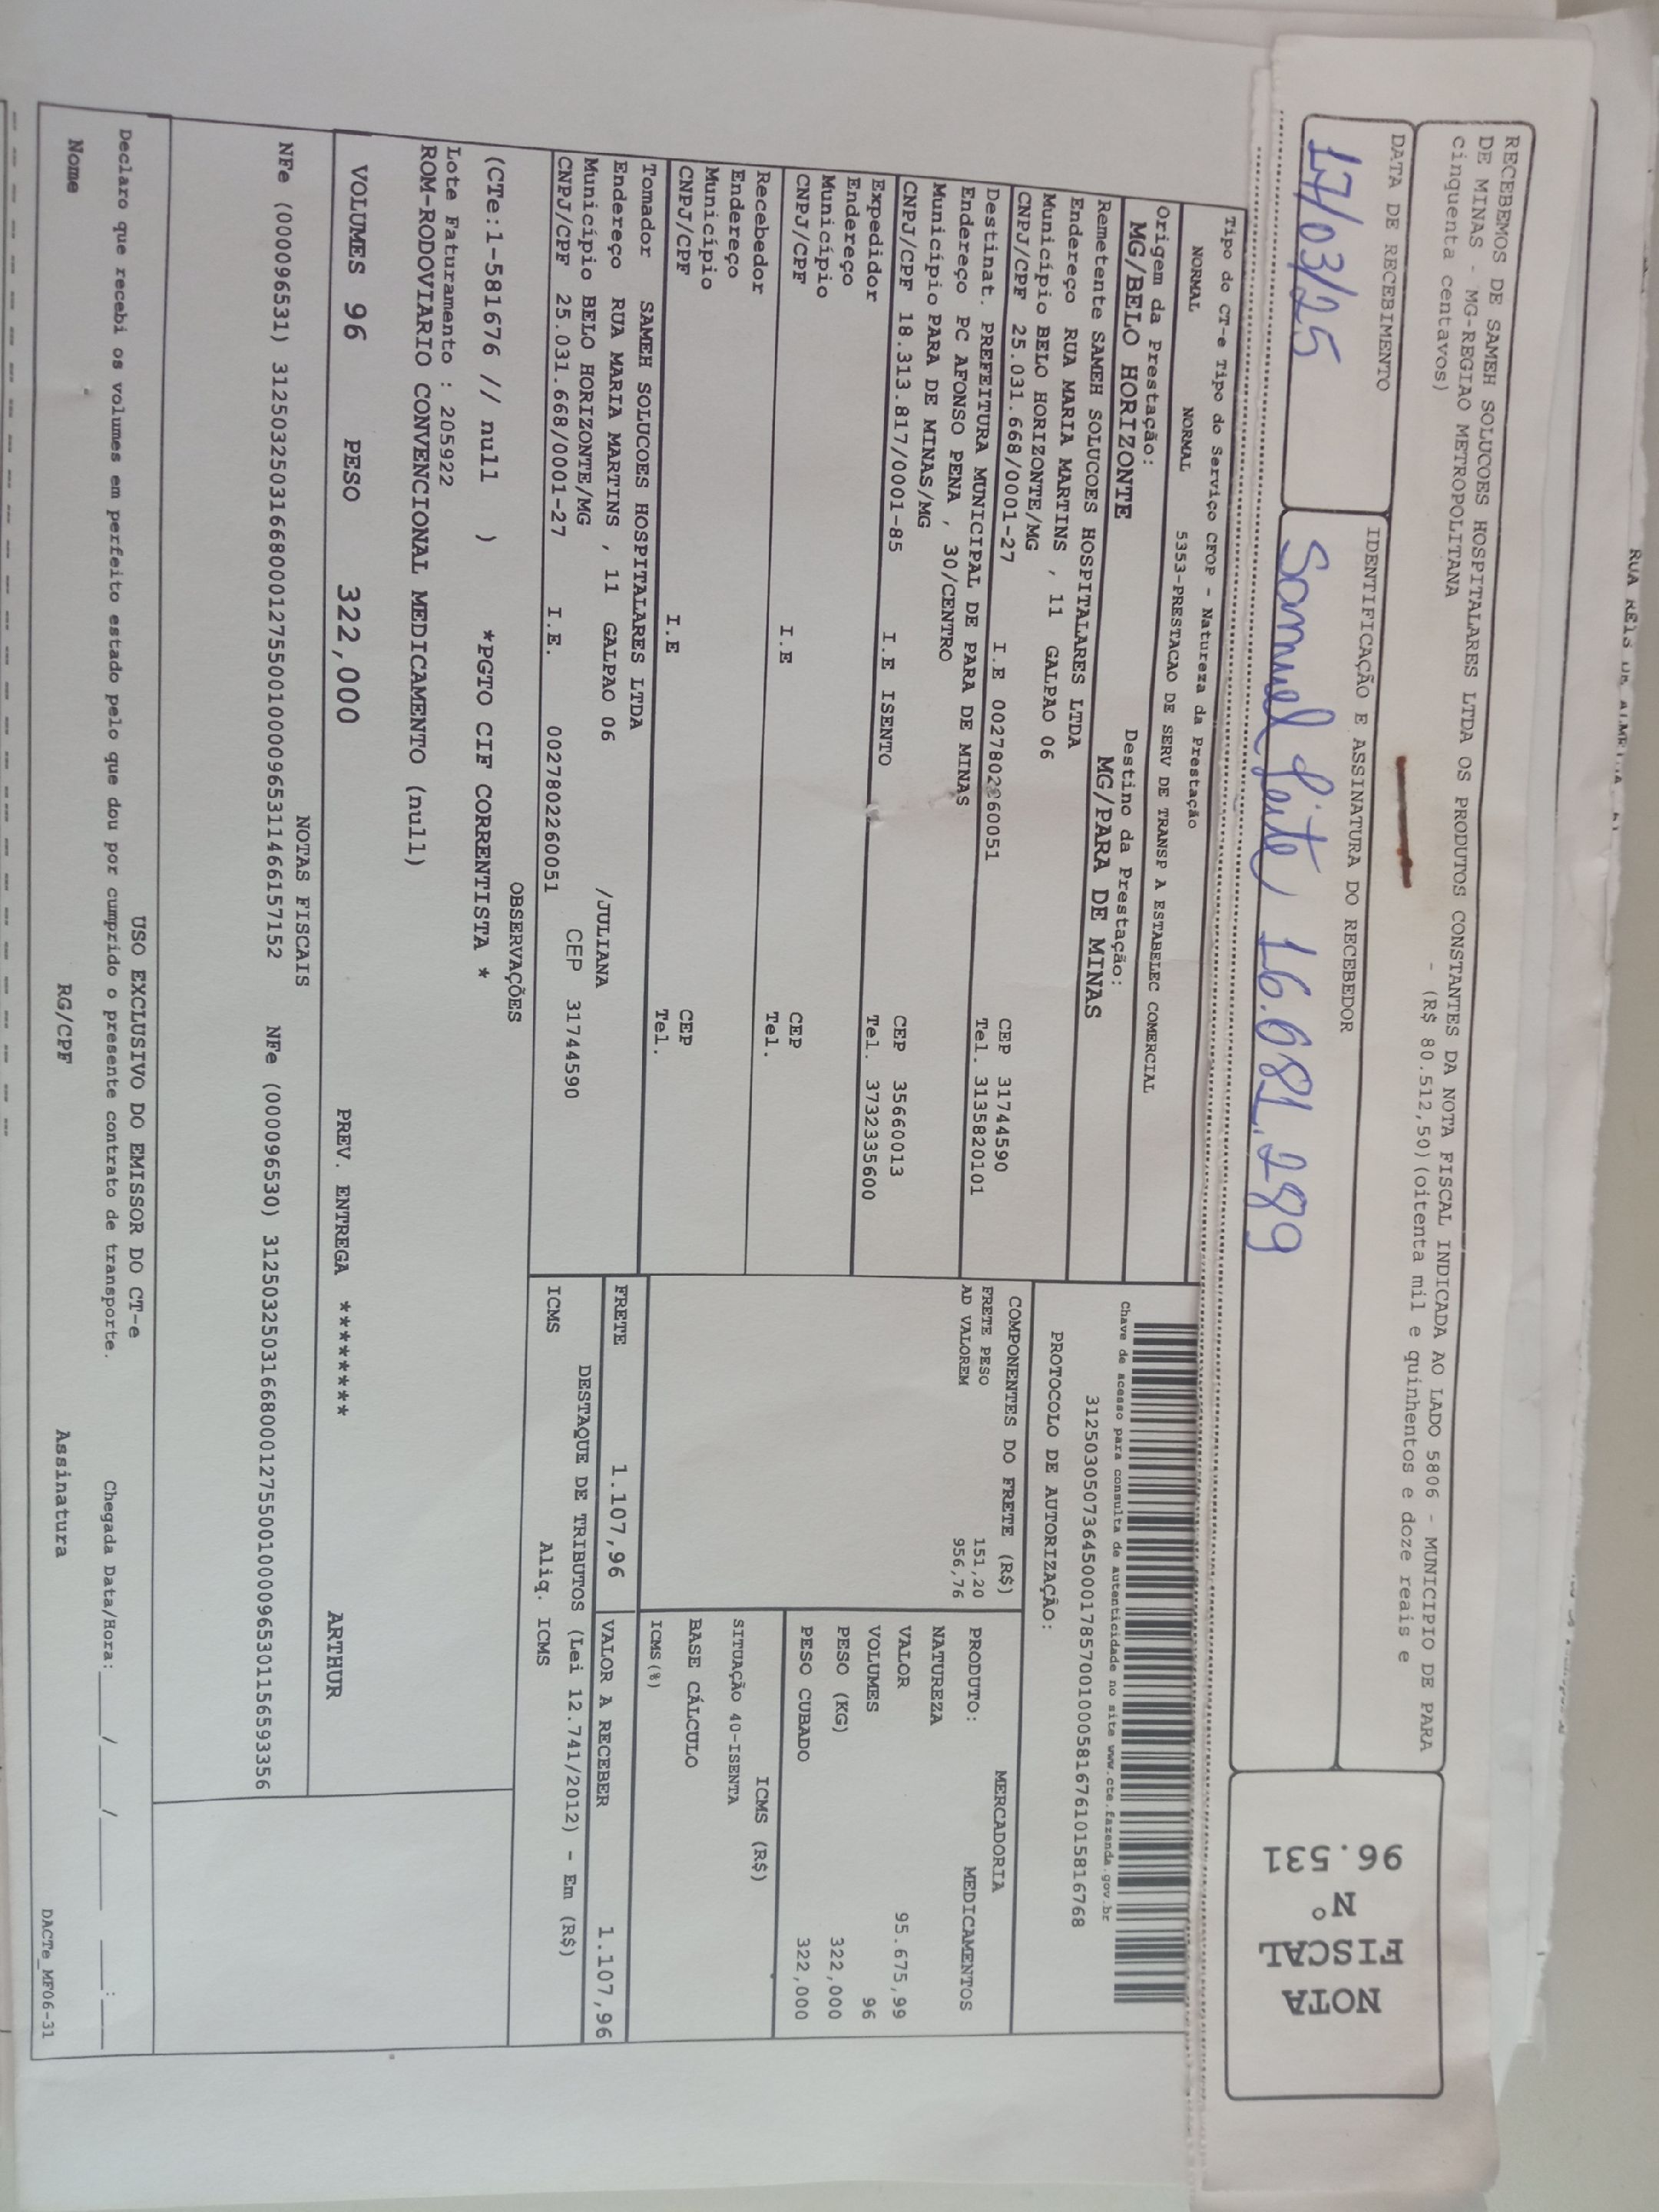 RECEBEMOS DE SAMEH SOLUCOES HOSPITALARES LTDA OS PRODUTOS CONSTANTES DA NOTA FISCAL INDICADA AO LADO 5806 - MUNICIPIO DE PARA
DE MINAS - MG-REGIAO METROPOLITANA - (R$ 80.512,50)(oitenta mil e quinhentos e doze reais e
cinquenta centavos)
DATA DE RECEBIMENTO
IDENTIFICAÇÃO E ASSINATURA DO RECEBEDOR
17/03/25
Samuel Leite 16.681.289
NOTA
FISCAL
Nº
96.531
Tipo do CT-e Tipo do Serviço CFOP - Natureza da Prestação
NORMAL NORMAL 5353-PRESTACAO DE SERV DE TRANSP A ESTABELEC COMERCIAL
Origem da Prestação: Destino da Prestação:
MG/BELO HORIZONTE MG/PARA DE MINAS
Remetente SAMEH SOLUCOES HOSPITALARES LTDA
Endereço RUA MARIA MARTINS , 11 GALPAO 06
Município BELO HORIZONTE/MG CEP 31744590
CNPJ/CPF 25.031.668/0001-27 I.E 0027802260051 Tel. 3135820101
Destinat. PREFEITURA MUNICIPAL DE PARA DE MINAS
Endereço PC AFONSO PENA , 30/CENTRO
Município PARA DE MINAS/MG CEP 35660013
CNPJ/CPF 18.313.817/0001-85 I.E ISENTO Tel. 3732335600
Expedidor
Endereço
Município CEP
CNPJ/CPF I.E Tel.
Recebedor
Endereço
Município CEP
CNPJ/CPF I.E Tel.
Tomador SAMEH SOLUCOES HOSPITALARES LTDA
Endereço RUA MARIA MARTINS , 11 GALPAO 06 /JULIANA
Município BELO HORIZONTE/MG CEP 31744590
CNPJ/CPF 25.031.668/0001-27 I.E. 0027802260051
Chave de acesso para consulta de autenticidade no site www.cte.fazenda.gov.br
31250305073645000178570010005816761015816768
PROTOCOLO DE AUTORIZAÇÃO:
COMPONENTES DO FRETE (R$)
FRETE PESO 151,20
AD VALOREM 956,76
MERCADORIA
PRODUTO: MEDICAMENTOS
NATUREZA
VALOR 95.675,99
VOLUMES 96
PESO (KG) 322,000
PESO CUBADO 322,000
ICMS (R$)
SITUAÇÃO 40-ISENTA
BASE CÁLCULO
ICMS(%)
FRETE 1.107,96 VALOR A RECEBER 1.107,96
DESTAQUE DE TRIBUTOS (Lei 12.741/2012) - Em (R$)
ICMS Aliq. ICMS
OBSERVAÇÕES
(CTe:1-581676 // null ) *PGTO CIF CORRENTISTA *
Lote Faturamento : 205922
ROM-RODOVIARIO CONVENCIONAL MEDICAMENTO (null)
VOLUMES 96 PESO 322,000 PREV. ENTREGA ******** ARTHUR
NOTAS FISCAIS
NFe (000096531) 31250325031668000127550010000965311466157152 NFe (000096530) 31250325031668000127550010000965301156593356
USO EXCLUSIVO DO EMISSOR DO CT-e
Declaro que recebi os volumes em perfeito estado pelo que dou por cumprido o presente contrato de transporte. Chegada Data/Hora:____/____/______ ___:___
Nome RG/CPF Assinatura
DACTe_MF06-31